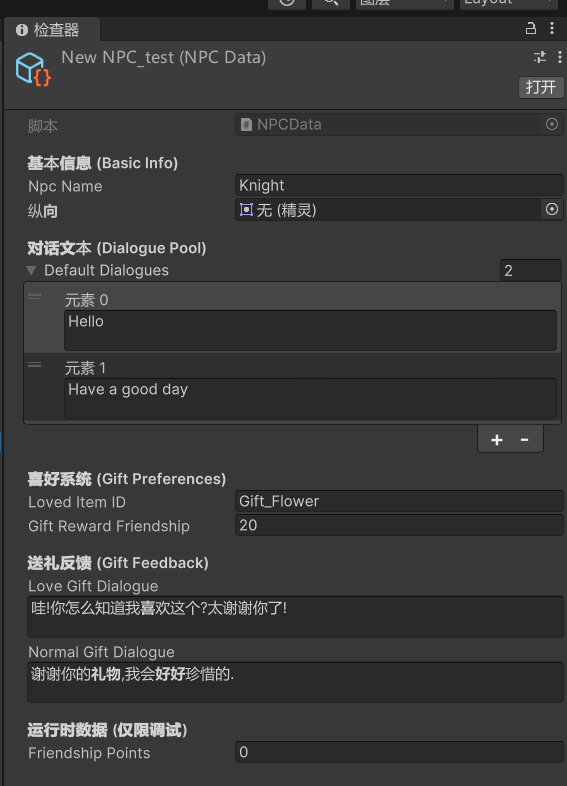 图层
Layout
检查器
New NPC_test (NPC Data)
打开
脚本 NPCData
基本信息 (Basic Info)
Npc Name Knight
纵向 无 (精灵)
对话文本 (Dialogue Pool)
Default Dialogues 2
元素 0
Hello
元素 1
Have a good day
+ -
喜好系统 (Gift Preferences)
Loved Item ID Gift_Flower
Gift Reward Friendship 20
送礼反馈 (Gift Feedback)
Love Gift Dialogue
哇!你怎么知道我喜欢这个?太谢谢你了!
Normal Gift Dialogue
谢谢你的礼物,我会好好珍惜的.
运行时数据 (仅限调试)
Friendship Points 0